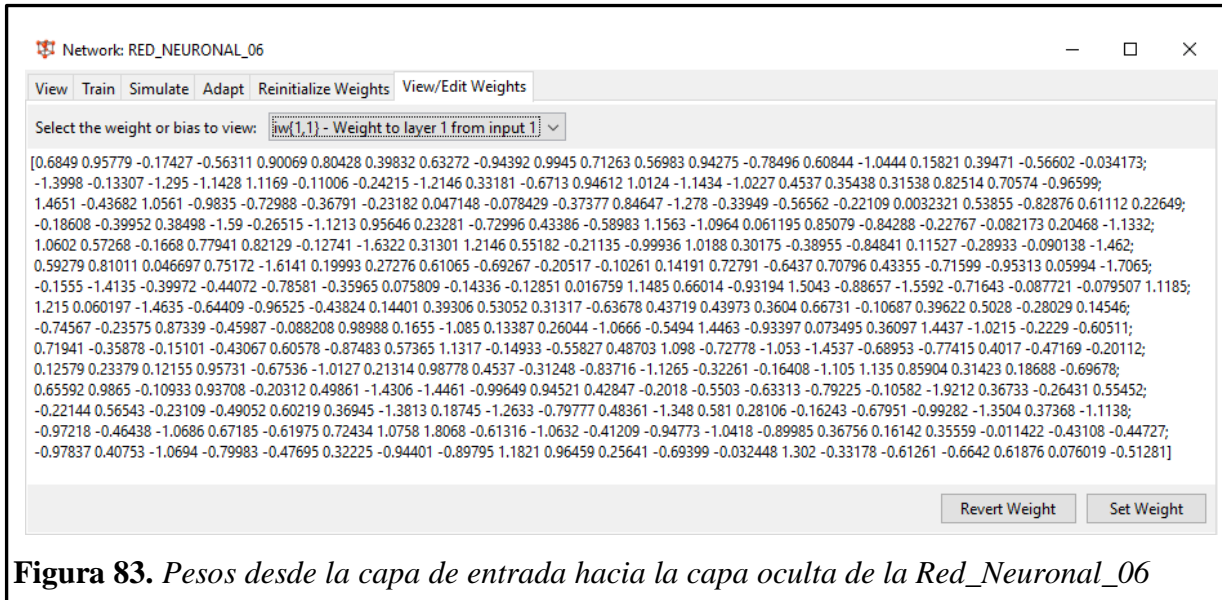 Network: RED_NEURONAL_06
View Train Simulate Adapt Reinitialize Weights View/Edit Weights
Select the weight or bias to view: iw{1,1} - Weight to layer 1 from input 1
[0.6849 0.95779 -0.17427 -0.56311 0.90069 0.80428 0.39832 0.63272 -0.94392 0.9945 0.71263 0.56983 0.94275 -0.78496 0.60844 -1.0444 0.15821 0.39471 -0.56602 -0.034173;
-1.3998 -0.13307 -1.295 -1.1428 1.1169 -0.11006 -0.24215 -1.2146 0.33181 -0.6713 0.94612 1.0124 -1.1434 -1.0227 0.4537 0.35438 0.31538 0.82514 0.70574 -0.96599;
1.4651 -0.43682 1.0561 -0.9835 -0.72988 -0.36791 -0.23182 0.047148 -0.078429 -0.37377 0.84647 -1.278 -0.33949 -0.56562 -0.22109 0.0032321 0.53855 -0.82876 0.61112 0.22649;
-0.18608 -0.39952 0.38498 -1.59 -0.26515 -1.1213 0.95646 0.23281 -0.72996 0.43386 -0.58983 1.1563 -1.0964 0.061195 0.85079 -0.84288 -0.22767 -0.082173 0.20468 -1.1332;
1.0602 0.57268 -0.1668 0.77941 0.82129 -0.12741 -1.6322 0.31301 1.2146 0.55182 -0.21135 -0.99936 1.0188 0.30175 -0.38955 -0.84841 0.11527 -0.28933 -0.090138 -1.462;
0.59279 0.81011 0.046697 0.75172 -1.6141 0.19993 0.27276 0.61065 -0.69267 -0.20517 -0.10261 0.14191 0.72791 -0.6437 0.70796 0.43355 -0.71599 -0.95313 0.05994 -1.7065;
-0.1555 -1.4135 -0.39972 -0.44072 -0.78581 -0.35965 0.075809 -0.14336 -0.12851 0.016759 1.1485 0.66014 -0.93194 1.5043 -0.88657 -1.5592 -0.71643 -0.087721 -0.079507 1.1185;
1.215 0.060197 -1.4635 -0.64409 -0.96525 -0.43824 0.14401 0.39306 0.53052 0.31317 -0.63678 0.43719 0.43973 0.3604 0.66731 -0.10687 0.39622 0.5028 -0.28029 0.14546;
-0.74567 -0.23575 0.87339 -0.45987 -0.088208 0.98988 0.1655 -1.085 0.13387 0.26044 -1.0666 -0.5494 1.4463 -0.93397 0.073495 0.36097 1.4437 -1.0215 -0.2229 -0.60511;
0.71941 -0.35878 -0.15101 -0.43067 0.60578 -0.87483 0.57365 1.1317 -0.14933 -0.55827 0.48703 1.098 -0.72778 -1.053 -1.4537 -0.68953 -0.77415 0.4017 -0.47169 -0.20112;
0.12579 0.23379 0.12155 0.95731 -0.67536 -1.0127 0.21314 0.98778 0.4537 -0.31248 -0.83716 -1.1265 -0.32261 -0.16408 -1.105 1.135 0.85904 0.31423 0.18688 -0.69678;
0.65592 0.9865 -0.10933 0.93708 -0.20312 0.49861 -1.4306 -1.4461 -0.99649 0.94521 0.42847 -0.2018 -0.5503 -0.63313 -0.79225 -0.10582 -1.9212 0.36733 -0.26431 0.55452;
-0.22144 0.56543 -0.23109 -0.49052 0.60219 0.36945 -1.3813 0.18745 -1.2633 -0.79777 0.48361 -1.348 0.581 0.28106 -0.16243 -0.67951 -0.99282 -1.3504 0.37368 -1.1138;
-0.97218 -0.46438 -1.0686 0.67185 -0.61975 0.72434 1.0758 1.8068 -0.61316 -1.0632 -0.41209 -0.94773 -1.0418 -0.89985 0.36756 0.16142 0.35559 -0.011422 -0.43108 -0.44727;
-0.97837 0.40753 -1.0694 -0.79983 -0.47695 0.32225 -0.94401 -0.89795 1.1821 0.96459 0.25641 -0.69399 -0.032448 1.302 -0.33178 -0.61261 -0.6642 0.61876 0.076019 -0.51281]
Revert Weight Set Weight
Figura 83. Pesos desde la capa de entrada hacia la capa oculta de la Red_Neuronal_06